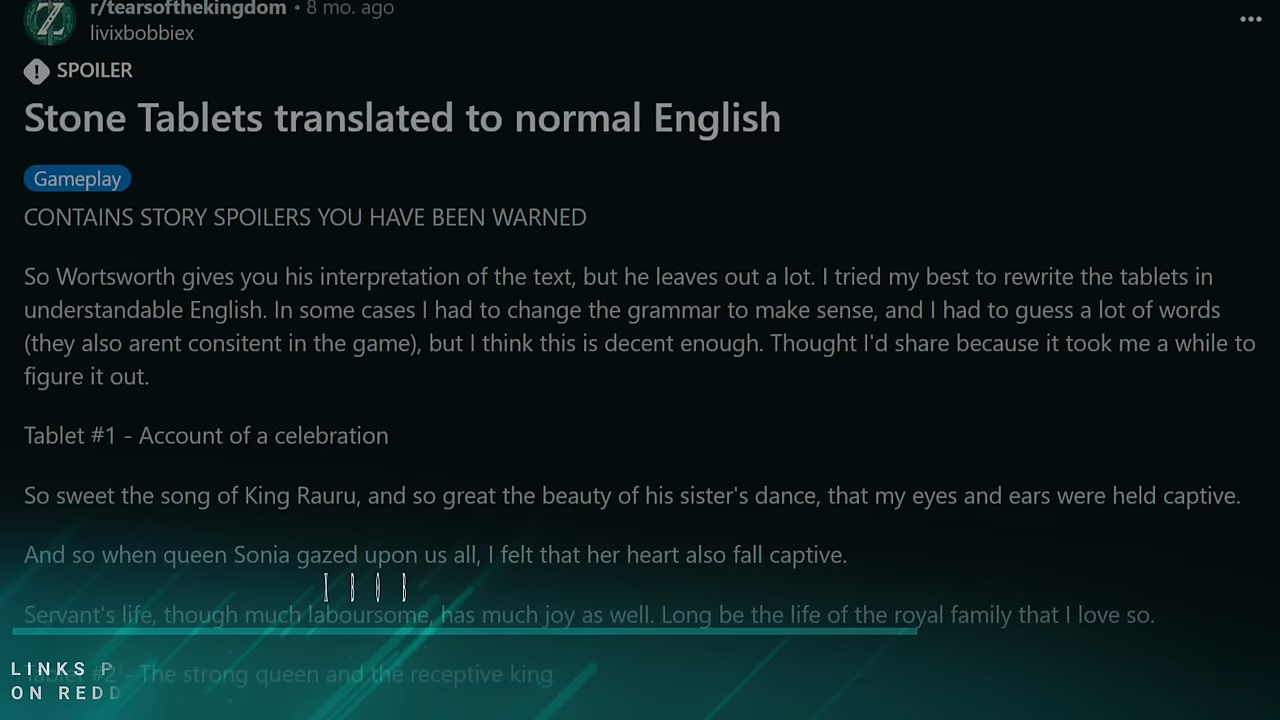 r/tearsofthekingdom • 8 mo. ago
livixbobbiex
SPOILER
Stone Tablets translated to normal English
Gameplay
CONTAINS STORY SPOILERS YOU HAVE BEEN WARNED
So Wortsworth gives you his interpretation of the text, but he leaves out a lot. I tried my best to rewrite the tablets in
understandable English. In some cases I had to change the grammar to make sense, and I had to guess a lot of words
(they also arent consitent in the game), but I think this is decent enough. Thought I'd share because it took me a while to
figure it out.
Tablet #1 - Account of a celebration
So sweet the song of King Rauru, and so great the beauty of his sister's dance, that my eyes and ears were held captive.
And so when queen Sonia gazed upon us all, I felt that her heart also fall captive.
I B O B
Servant's life, though much laboursome, has much joy as well. Long be the life of the royal family that I love so.
Tablet #2 - The strong queen and the receptive king
LINKS P
ON REDD